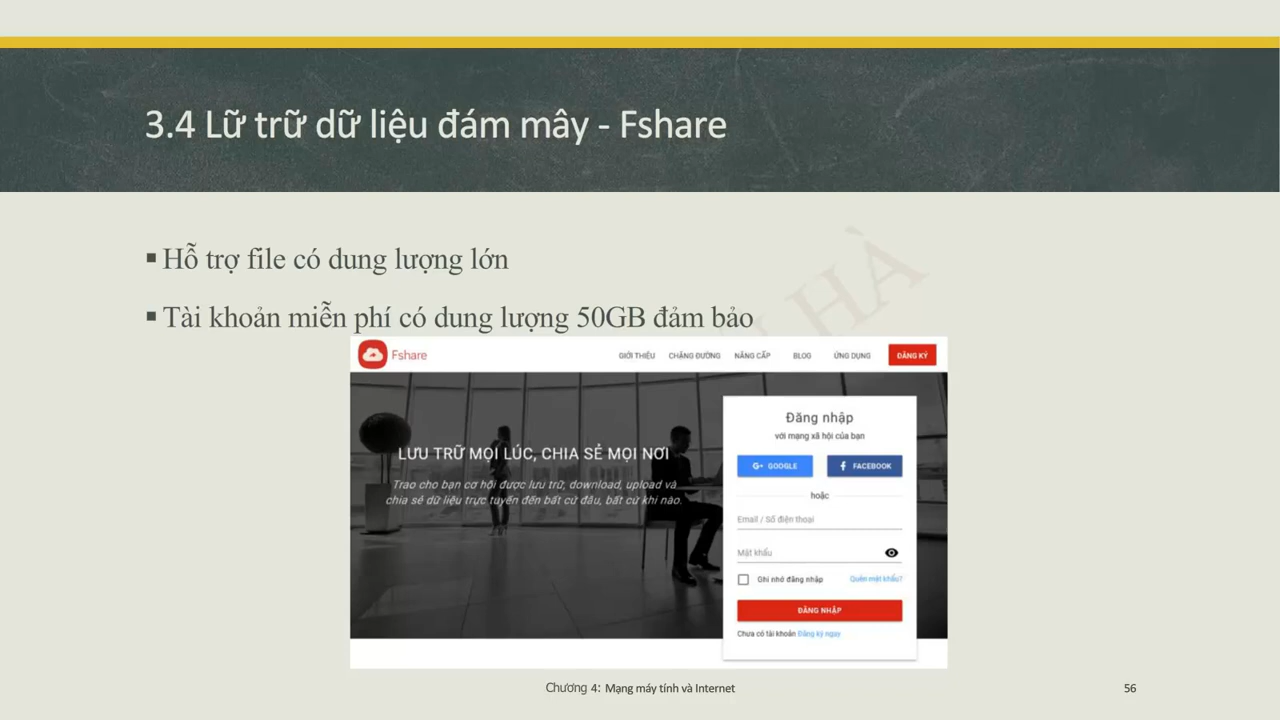 3.4 Lữ trữ dữ liệu đám mây - Fshare
▪ Hỗ trợ file có dung lượng lớn
▪ Tài khoản miễn phí có dung lượng 50GB đảm bảo
HÀ
Fshare
GIỚI THIỆU CHẶNG ĐƯỜNG NÂNG CẤP BLOG ỨNG DỤNG ĐĂNG KÝ
LƯU TRỮ MỌI LÚC, CHIA SẺ MỌI NƠI
Trao cho bạn cơ hội được lưu trữ, download, upload và
chia sẻ dữ liệu trực tuyến đến bất cứ đâu, bất cứ khi nào.
Đăng nhập
với mạng xã hội của bạn
G+ GOOGLE f FACEBOOK
hoặc
Email / Số điện thoại
Mật khẩu
Ghi nhớ đăng nhập Quên mật khẩu?
ĐĂNG NHẬP
Chưa có tài khoản Đăng ký ngay
Chương 4: Mạng máy tính và Internet
56